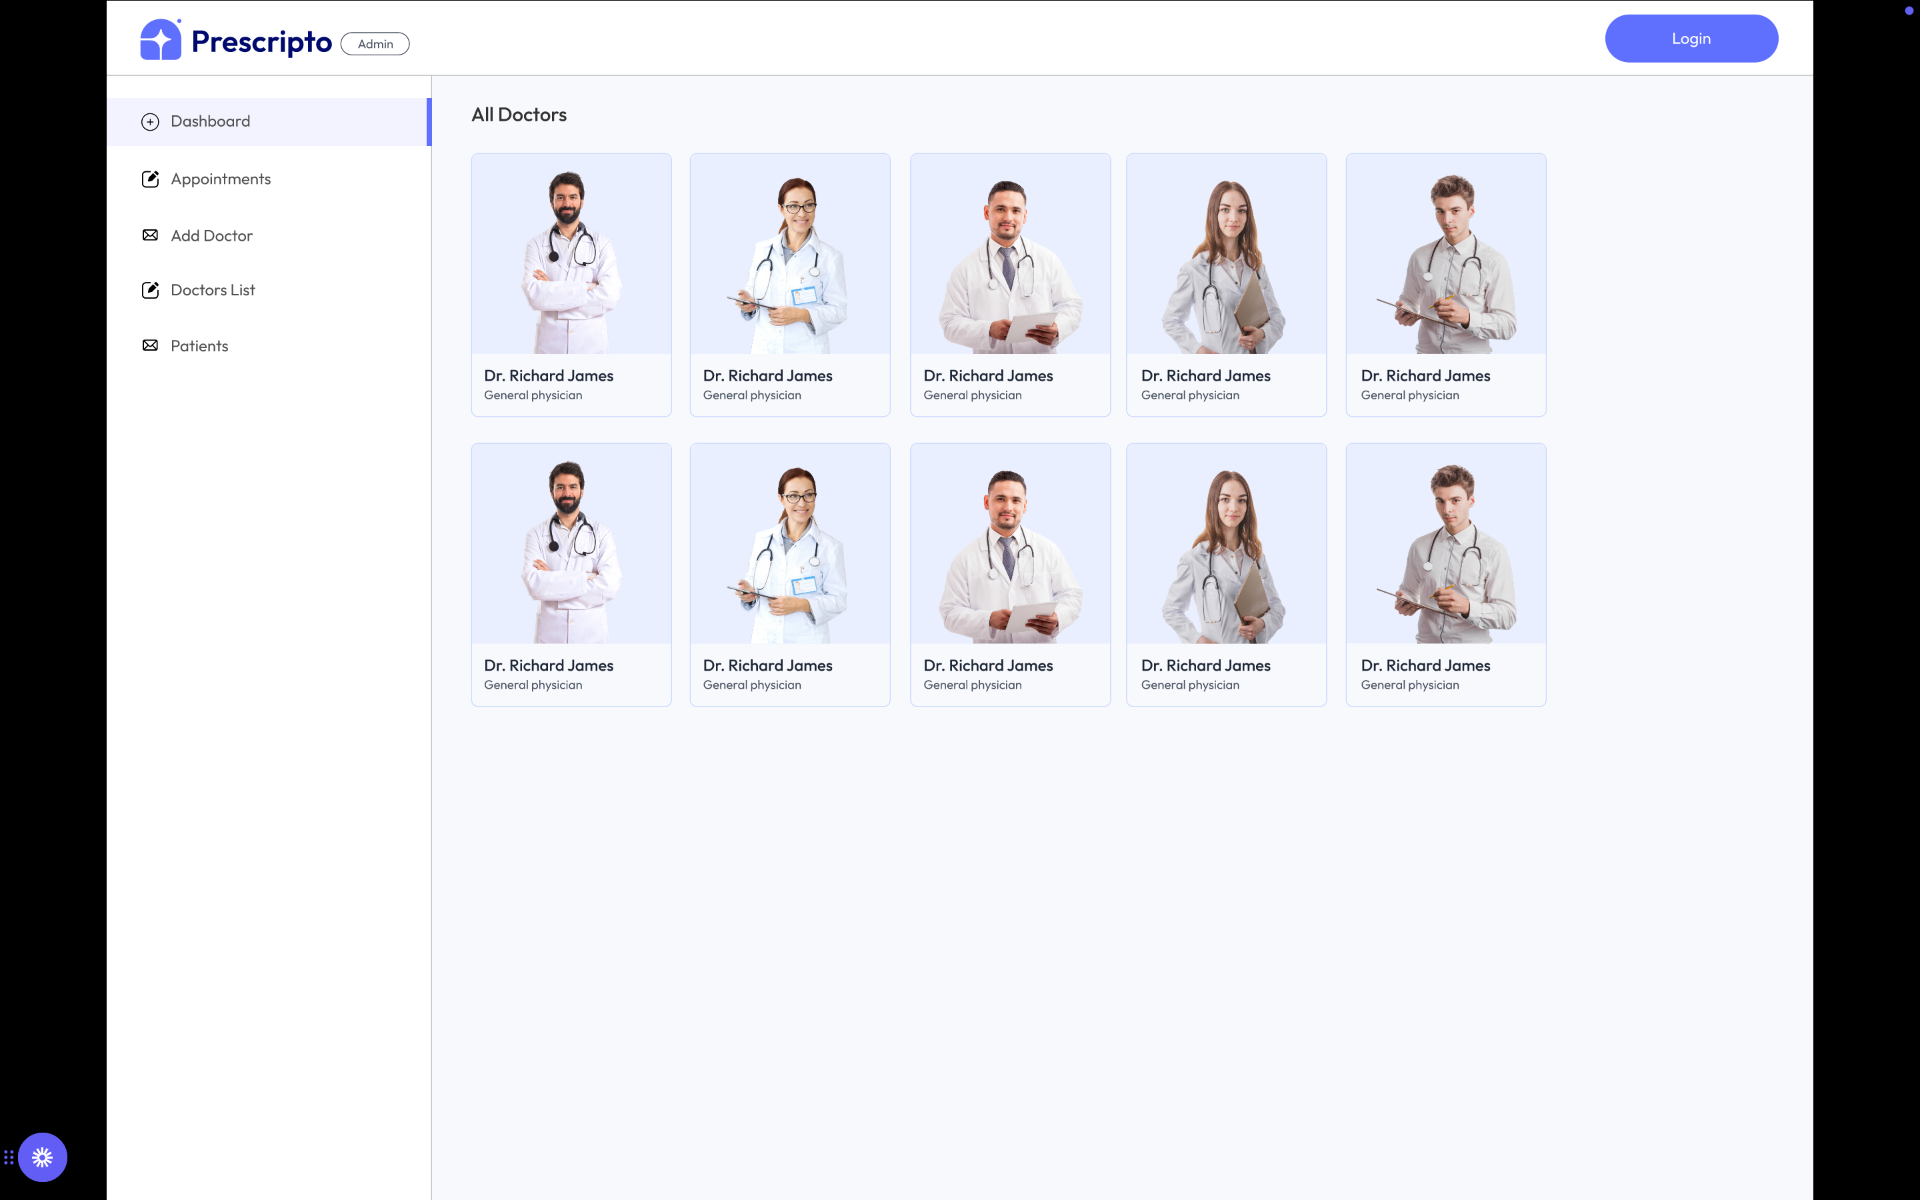 Prescripto
Admin
Login
Dashboard
Appointments
Add Doctor
Doctors List
Patients
All Doctors
Dr. Richard James
General physician
Dr. Richard James
General physician
Dr. Richard James
General physician
Dr. Richard James
General physician
Dr. Richard James
General physician
Dr. Richard James
General physician
Dr. Richard James
General physician
Dr. Richard James
General physician
Dr. Richard James
General physician
Dr. Richard James
General physician